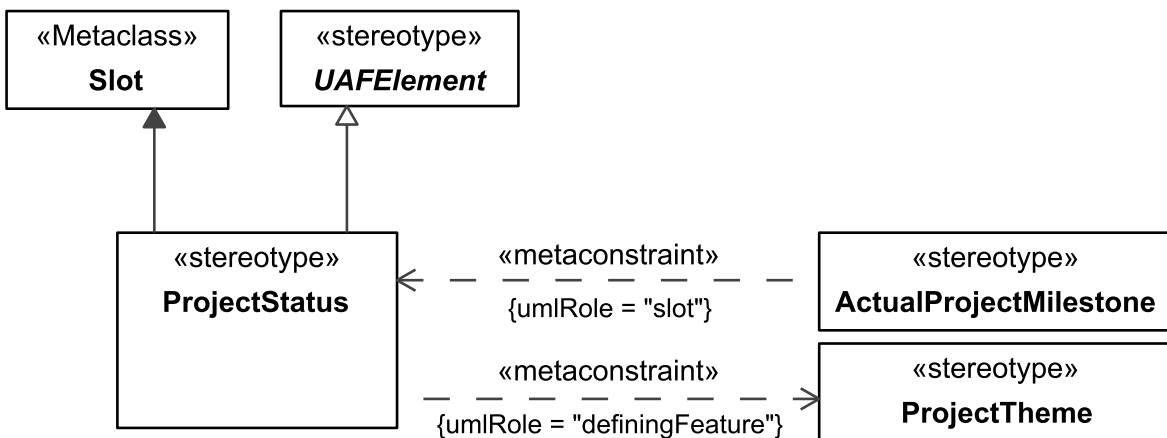 «Metaclass»
Slot
«stereotype»
UAFElement
«stereotype»
ProjectStatus
«metaconstraint»
{umlRole = "slot"}
«stereotype»
ActualProjectMilestone
«metaconstraint»
{umlRole = "definingFeature"}
«stereotype»
ProjectTheme